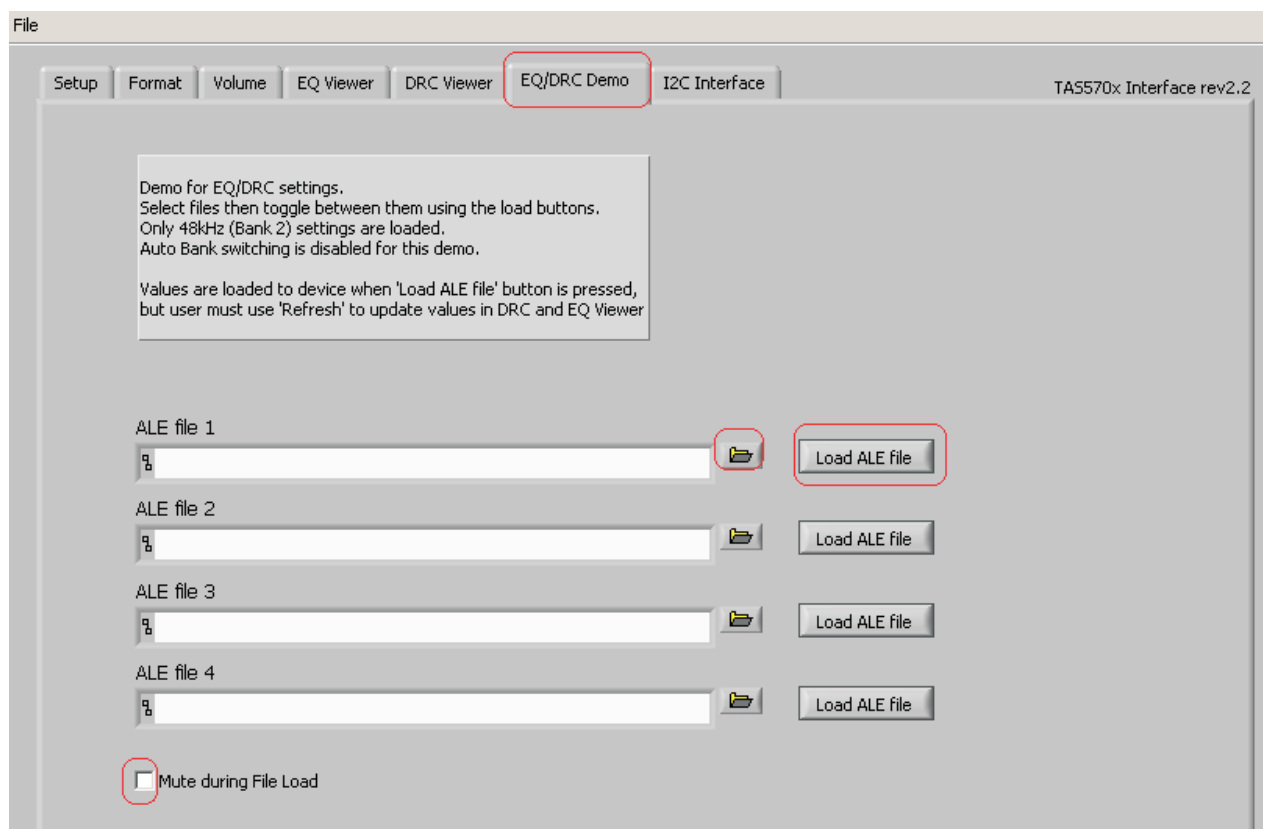 File
Setup Format Volume EQ Viewer DRC Viewer EQ/DRC Demo I2C Interface
TAS570x Interface rev2.2
Demo for EQ/DRC settings.
Select files then toggle between them using the load buttons.
Only 48kHz (Bank 2) settings are loaded.
Auto Bank switching is disabled for this demo.
Values are loaded to device when 'Load ALE file' button is pressed,
but user must use 'Refresh' to update values in DRC and EQ Viewer
ALE file 1
Load ALE file
ALE file 2
Load ALE file
ALE file 3
Load ALE file
ALE file 4
Load ALE file
Mute during File Load